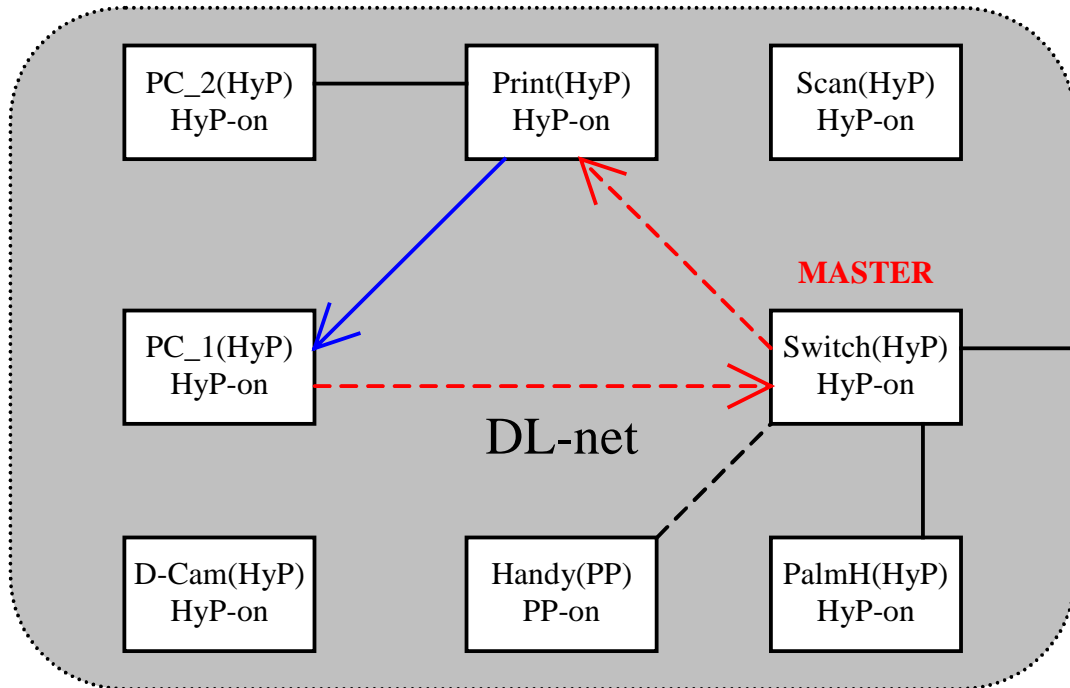 PC_2(HyP)
HyP-on
Print(HyP)
HyP-on
Scan(HyP)
HyP-on
MASTER
PC_1(HyP)
HyP-on
Switch(HyP)
HyP-on
DL-net
D-Cam(HyP)
HyP-on
Handy(PP)
PP-on
PalmH(HyP)
HyP-on